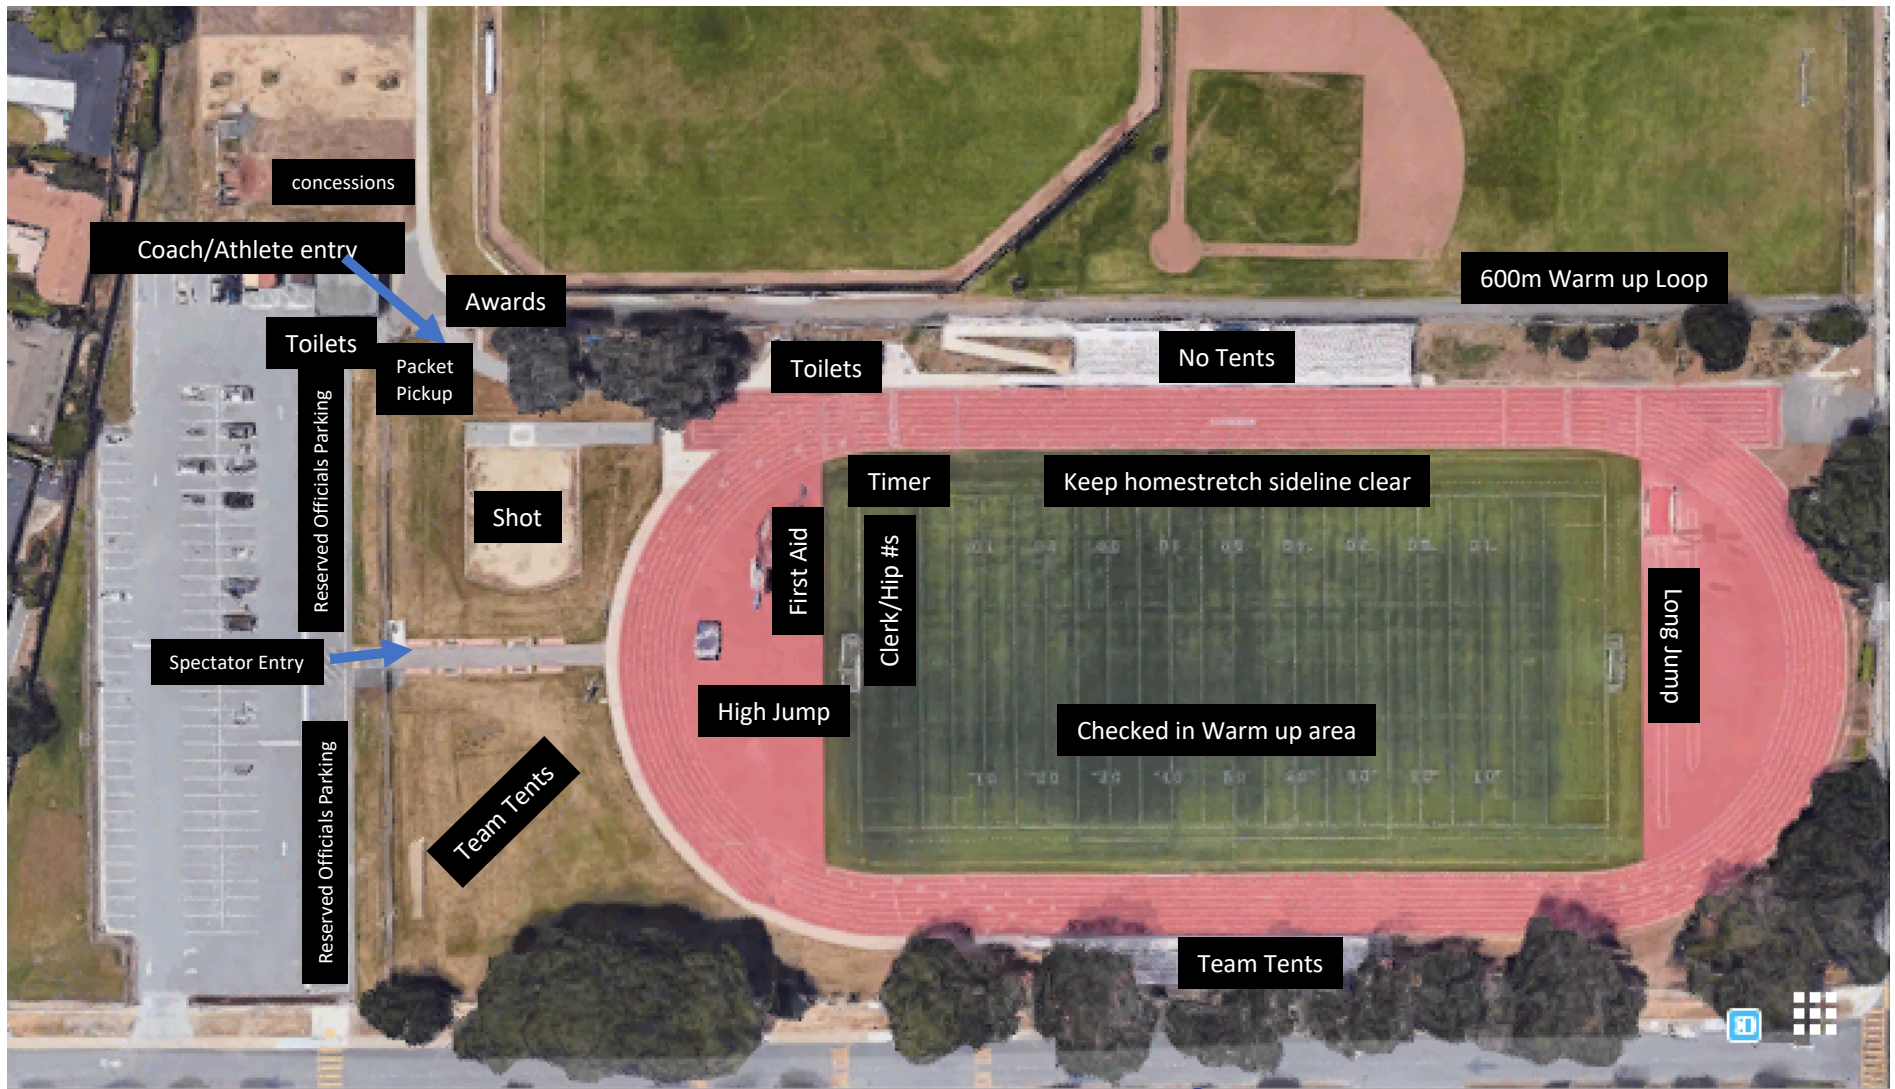 concessions
Coach/Athlete entry
Awards
600m Warm up Loop
Toilets
Packet
Pickup
Toilets
No Tents
Reserved Officials Parking
Timer
Keep homestretch sideline clear
Shot
First Aid
Clerk/Hip #s
Long Jump
Spectator Entry
High Jump
Checked in Warm up area
Team Tents
Reserved Officials Parking
Team Tents